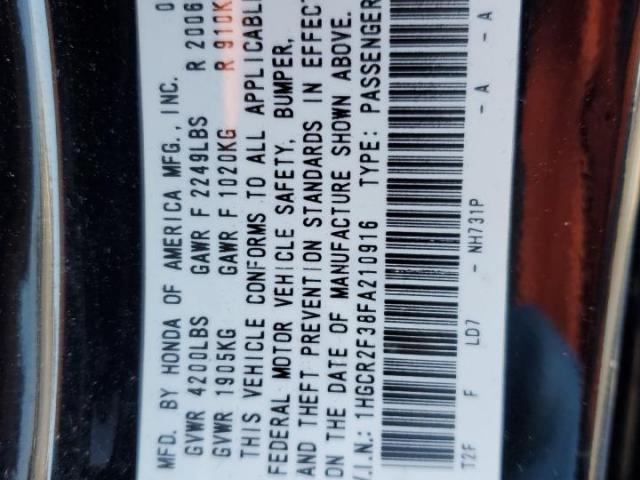 MFD. BY HONDA OF AMERICA MFG., INC. 0
GVWR 4200LBS GAWR F 2249LBS R 2006
GVWR 1905KG GAWR F 1020KG R 910K
THIS VEHICLE CONFORMS TO ALL APPLICABL
FEDERAL MOTOR VEHICLE SAFETY, BUMPER,
AND THEFT PREVENTION STANDARDS IN EFFECT
ON THE DATE OF MANUFACTURE SHOWN ABOVE.
V.I.N.: 1HGCR2F38FA210916 TYPE: PASSENGER
T2F F LD7 - NH731P - A - A